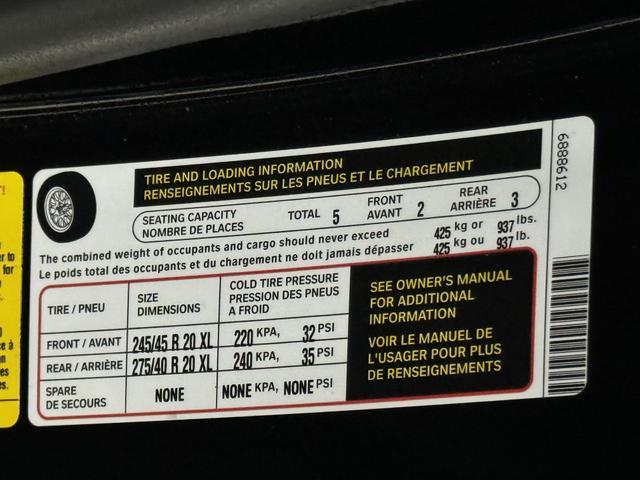 TIRE AND LOADING INFORMATION
RENSEIGNEMENTS SUR LES PNEUS ET LE CHARGEMENT
SEATING CAPACITY
NOMBRE DE PLACES
TOTAL 5
FRONT
AVANT 2
REAR
ARRIÈRE 3
The combined weight of occupants and cargo should never exceed 425 kg or 937 lbs.
Le poids total des occupants et du chargement ne doit jamais dépasser 425 kg ou 937 lb.
TIRE / PNEU
SIZE
DIMENSIONS
COLD TIRE PRESSURE
PRESSION DES PNEUS
A FROID
FRONT / AVANT 245/45 R 20 XL 220 KPA, 32 PSI
REAR / ARRIÈRE 275/40 R 20 XL 240 KPA, 35 PSI
SPARE
DE SECOURS
NONE NONE KPA, NONE PSI
SEE OWNER'S MANUAL
FOR ADDITIONAL
INFORMATION
VOIR LE MANUEL DE
L'USAGER POUR PLUS
DE RENSEIGNEMENTS
6888612